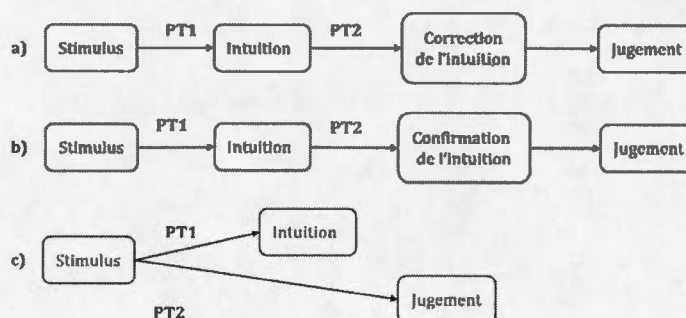 PT1 PT2
a) Stimulus Intuition Correction de l'intuition Jugement
PT1 PT2
b) Stimulus Intuition Confirmation de l'intuition Jugement
PT1
Intuition
c) Stimulus
Jugement
PT2